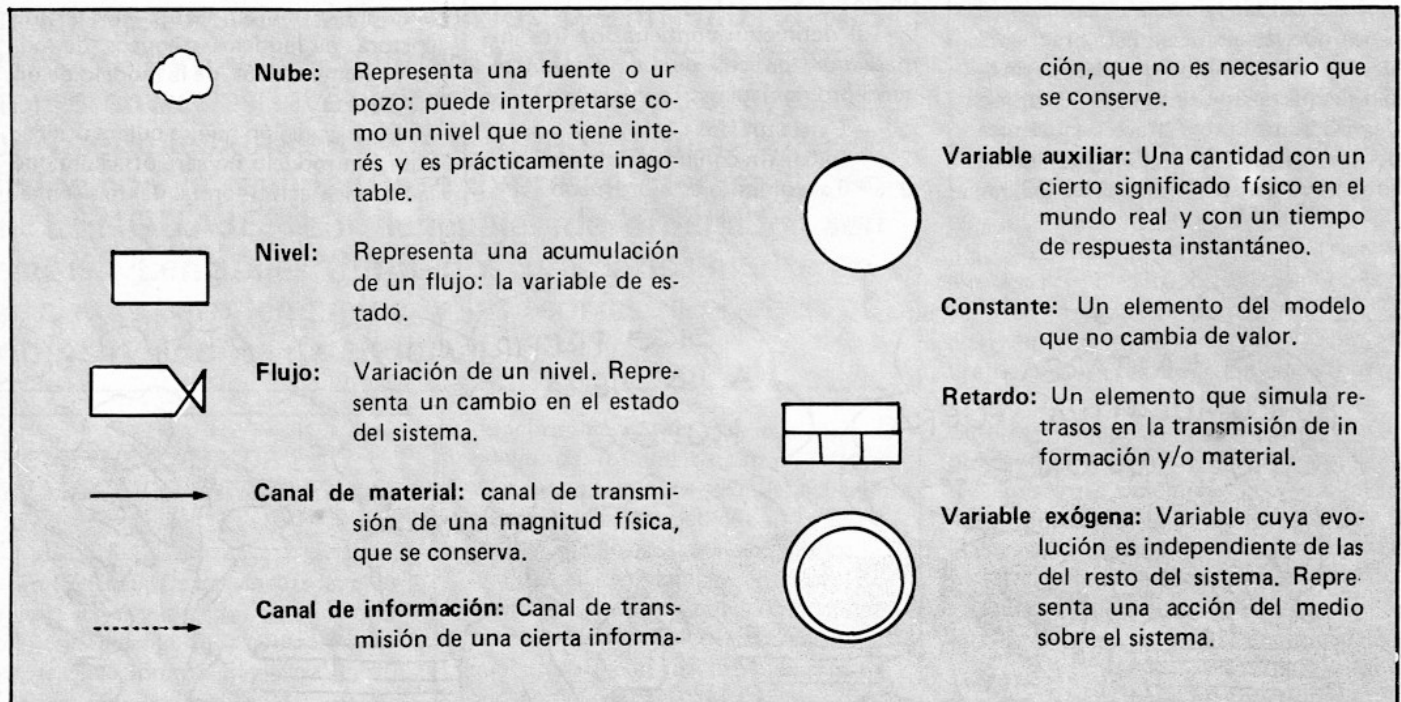 Nube: Representa una fuente o ur
pozo: puede interpretarse co-
mo un nivel que no tiene inte-
rés y es prácticamente inago-
table.
Nivel: Representa una acumulación
de un flujo: la variable de es-
tado.
Flujo: Variación de un nivel. Repre-
senta un cambio en el estado
del sistema.
Canal de material: canal de transmi-
sión de una magnitud física,
que se conserva.
Canal de información: Canal de trans-
misión de una cierta informa-
ción, que no es necesario que
se conserve.
Variable auxiliar: Una cantidad con un
cierto significado físico en el
mundo real y con un tiempo
de respuesta instantáneo.
Constante: Un elemento del modelo
que no cambia de valor.
Retardo: Un elemento que simula re-
trasos en la transmisión de in
formación y/o material.
Variable exógena: Variable cuya evo-
lución es independiente de las
del resto del sistema. Repre-
senta una acción del medio
sobre el sistema.